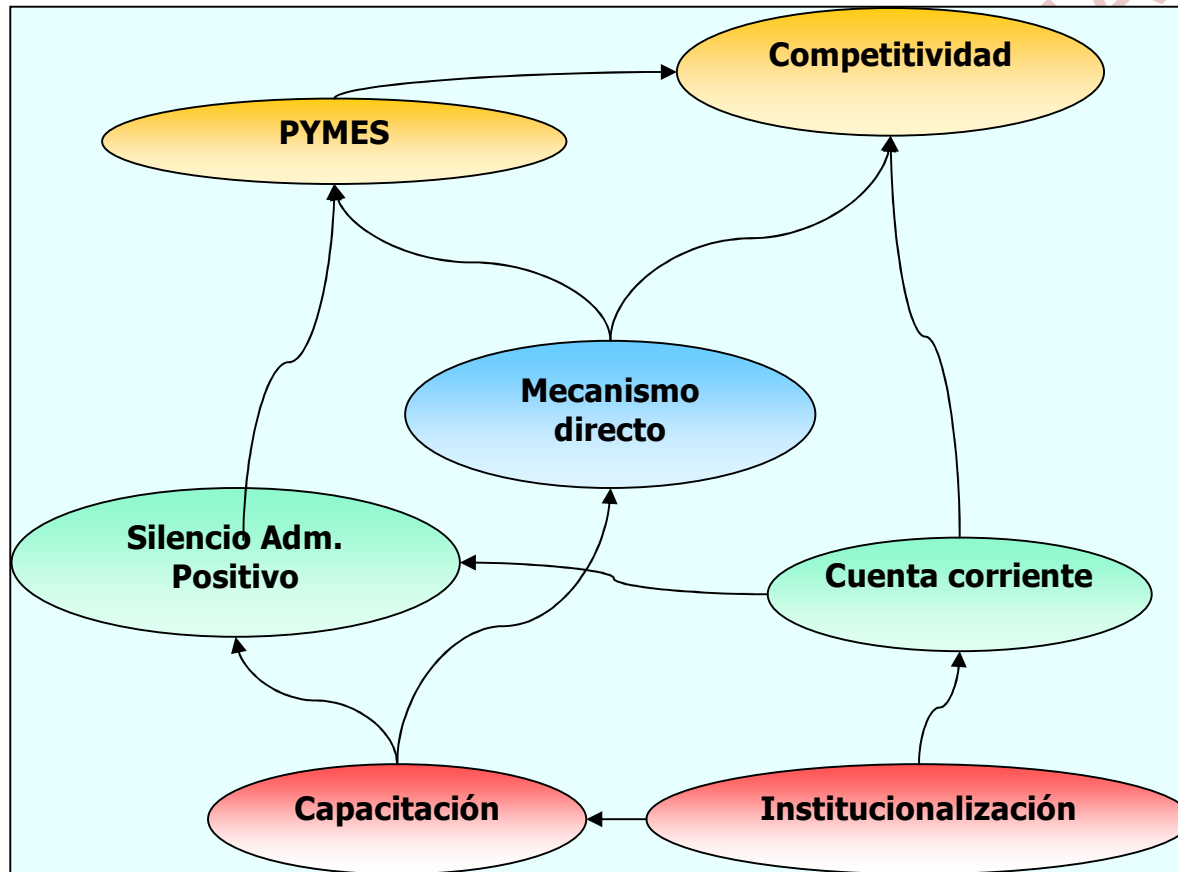 Competitividad
PYMES
Mecanismo
directo
Silencio Adm.
Positivo
Cuenta corriente
Capacitación
Institucionalización